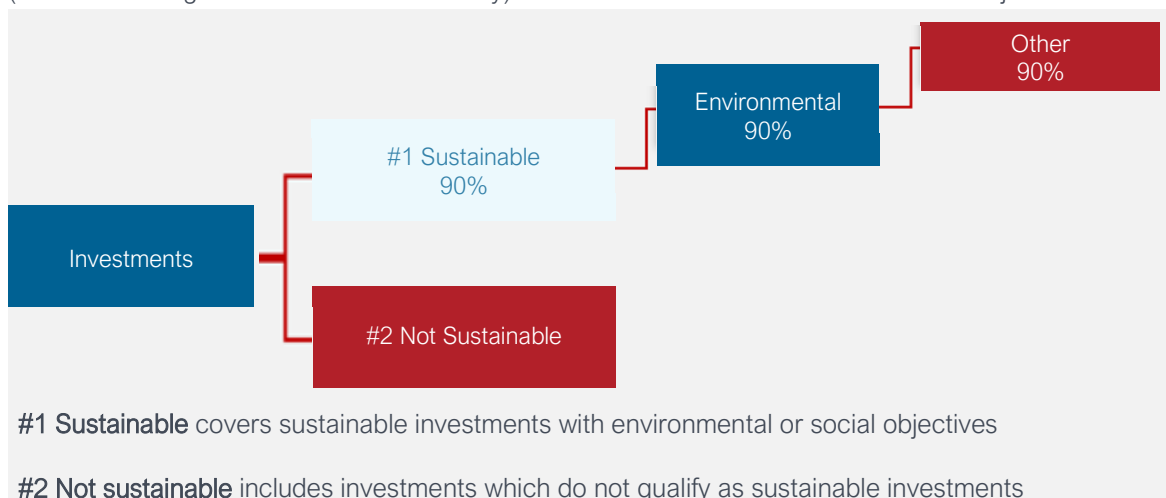 Other
90%
Environmental
90%
#1 Sustainable
90%
Investments
#2 Not Sustainable
#1 Sustainable covers sustainable investments with environmental or social objectives
#2 Not sustainable includes investments which do not qualify as sustainable investments